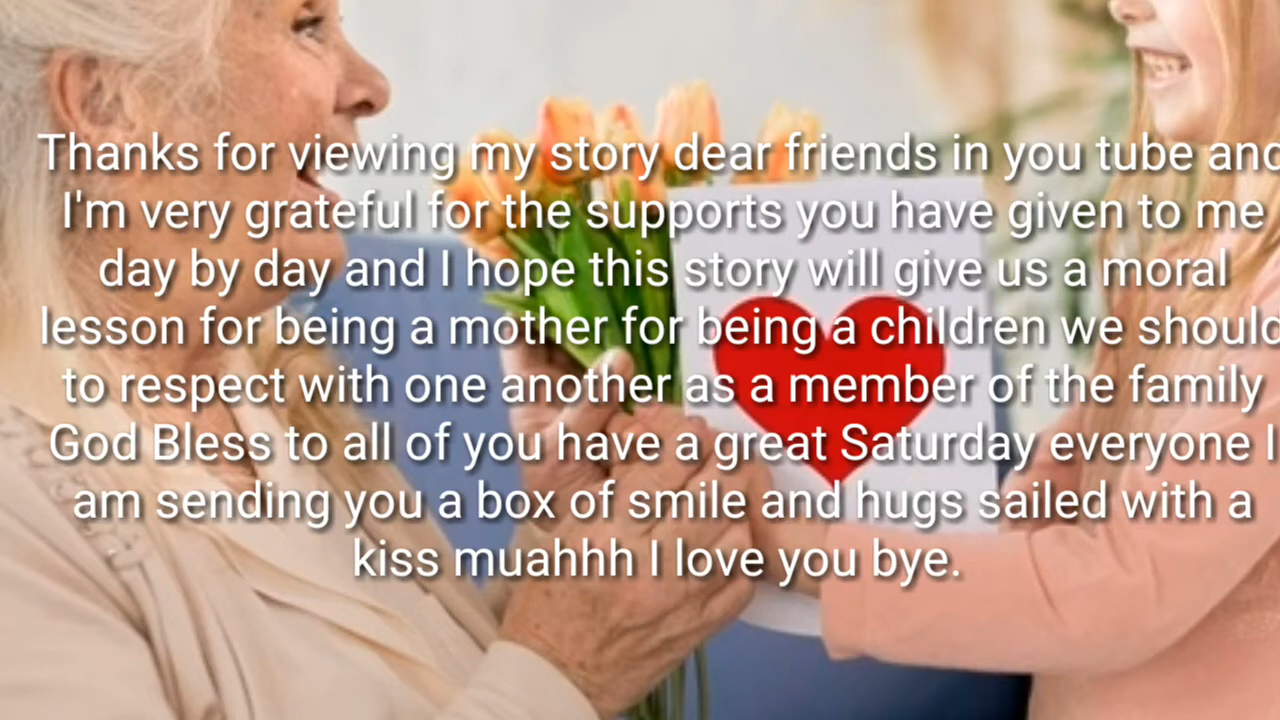 Thanks for viewing my story dear friends in you tube and
I'm very grateful for the supports you have given to me
day by day and I hope this story will give us a moral
lesson for being a mother for being a children we should
to respect with one another as a member of the family
God Bless to all of you have a great Saturday everyone I
am sending you a box of smile and hugs sailed with a
kiss muahhh I love you bye.